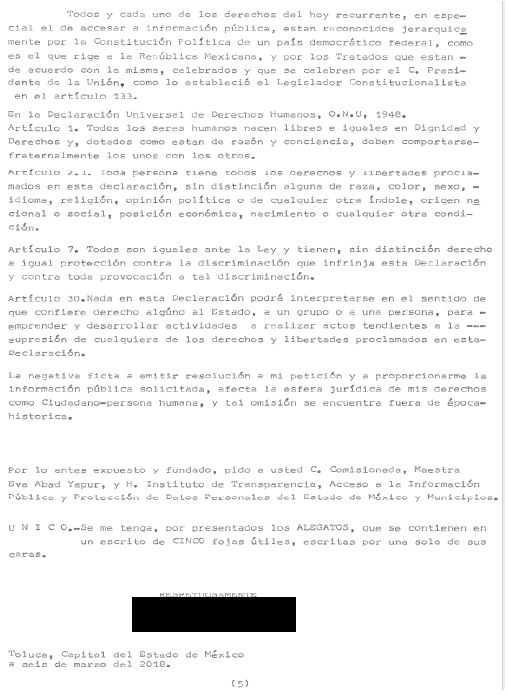 Todos y cada uno de los derechos del hoy recurrente, en espe-
cial el de accesar a información pública, estan reconocidos jerarquica
mente por la Constitución Política de un país democrático federal, como
es el que rige a la República Mexicana, y por los Tratados que estan -
de acuerdo con la misma, celebrados y que se celebren por el C. Presi-
dente de la Unión, como lo estableció el Legislador Constitucionalista
en el artículo 133.
En la Declaración Universal de Derechos Humanos, O.N.U, 1948.
Artículo 1. Todos los seres humanos nacen libres e iguales en Dignidad y
Derechos y, dotados como estan de razón y conciencia, deben comportarse-
fraternalmente los unos con los otros.
Artículo 2.1. Toda persona tiene todos los derechos y libertades procla-
mados en esta declaración, sin distinción alguna de raza, color, sexo, -
idioma, religión, opinión política o de cualquier otra índole, origen na
cional o social, posición económica, nacimiento o cualquier otra condi-
ción.
Artículo 7. Todos son iguales ante la Ley y tienen, sin distinción derecho
a igual protección contra la discriminación que infrinja esta Declaración
y contra toda provocación a tal discriminación.
Artículo 30.Nada en esta Declaración podrá interpretarse en el sentido de
que confiere derecho algúno al Estado, a un grupo o a una persona, para -
emprender y desarrollar actividades a realizar actos tendientes a la ---
supresión de cualquiera de los derechos y libertades proclamados en esta-
Declaración.
La negativa ficta a emitir resolución a mi petición y a proporcionarme la
información pública solicitada, afecta la esfera jurídica de mis derechos
como Ciudadano-persona humana, y tal omisión se encuentra fuera de época-
historica.
Por lo antes expuesto y fundado, pido a usted C. Comisionada, Maestra
Eva Abad Yapur, y H. Instituto de Transparencia, Acceso a la Información
Pública y Protección de Datos Personales del Estado de México y Municipios.
U N I C O.-Se me tenga, por presentados los ALEGATOS, que se contienen en
un escrito de CINCO fojas útiles, escritas por una sola de sus
caras.
RESPETUOSAMENTE
Toluca, Capital del Estado de México
a seis de marzo del 2018.
(5)